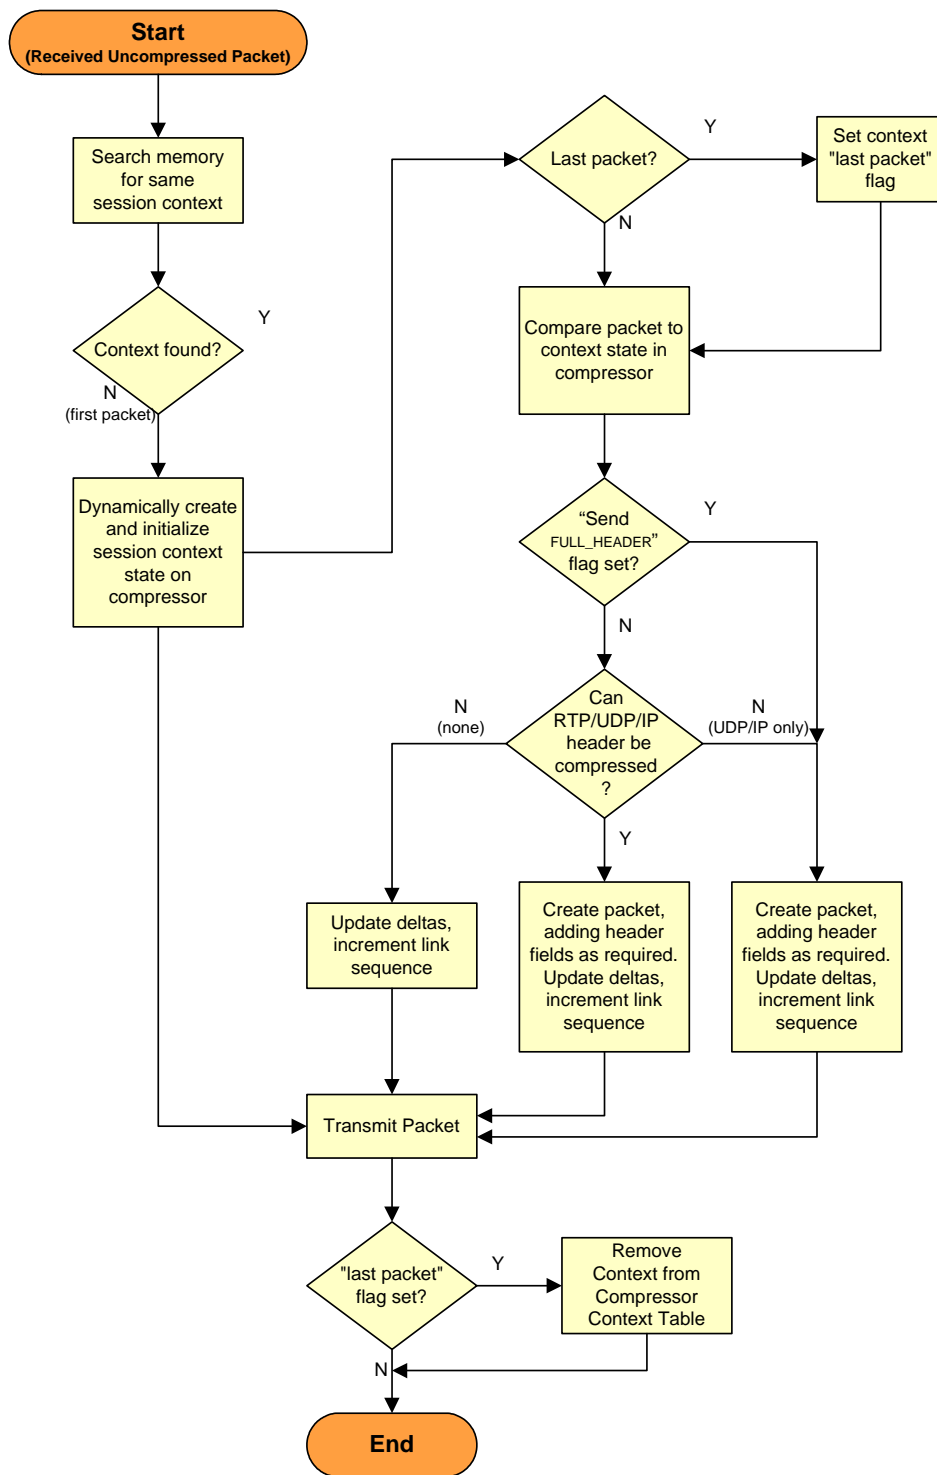 Start
(Received Uncompressed Packet)
Search memory
for same
session context
Context found?
Y
N
(first packet)
Dynamically create
and initialize
session context
state on
compressor
Last packet?
Y
N
Set context
"last packet"
flag
Compare packet to
context state in
compressor
“Send
FULL_HEADER”
flag set?
Y
N
Can
RTP/UDP/IP
header be
compressed
?
N
(none)
N
(UDP/IP only)
Y
Update deltas,
increment link
sequence
Create packet,
adding header
fields as required.
Update deltas,
increment link
sequence
Create packet,
adding header
fields as required.
Update deltas,
increment link
sequence
Transmit Packet
"last packet"
flag set?
Y
N
Remove
Context from
Compressor
Context Table
End